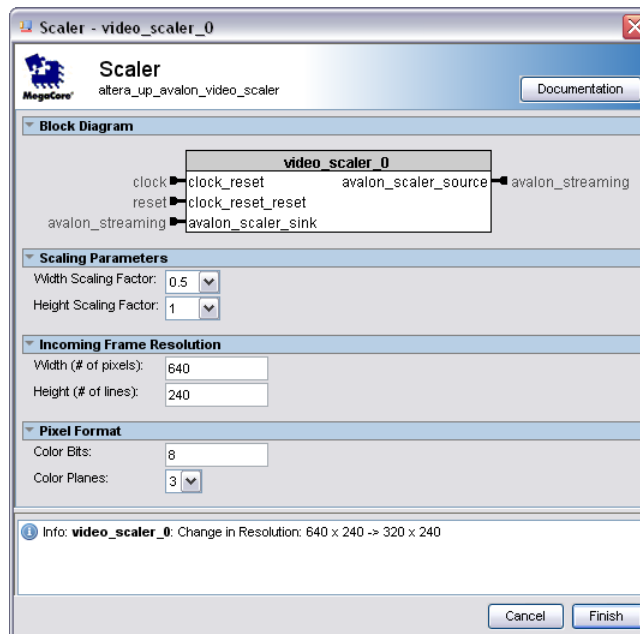 Scaler - video_scaler_0
Scaler
altera_up_avalon_video_scaler
MegaCore®
Documentation
Block Diagram
video_scaler_0
clock clock_reset avalon_scaler_source avalon_streaming
reset clock_reset_reset
avalon_streaming avalon_scaler_sink
Scaling Parameters
Width Scaling Factor: 0.5
Height Scaling Factor: 1
Incoming Frame Resolution
Width (# of pixels): 640
Height (# of lines): 240
Pixel Format
Color Bits: 8
Color Planes: 3
Info: video_scaler_0: Change in Resolution: 640 x 240 -> 320 x 240
Cancel Finish